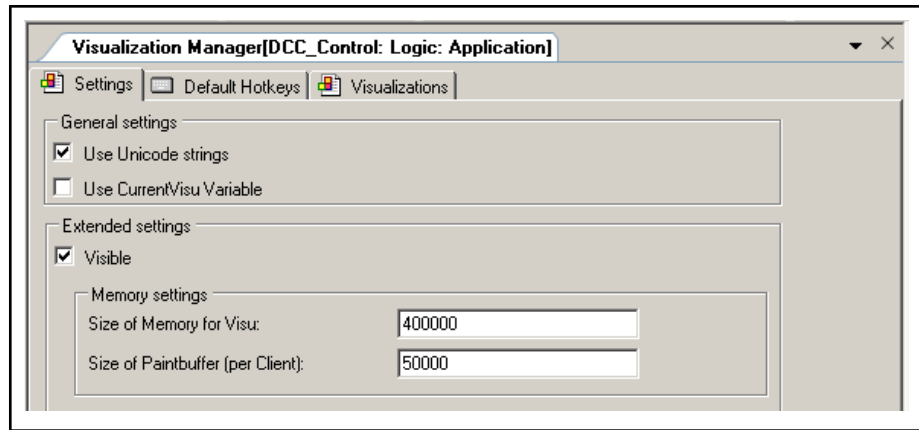 Visualization Manager[DCC_Control: Logic: Application]
Settings Default Hotkeys Visualizations
General settings
Use Unicode strings
Use CurrentVisu Variable
Extended settings
Visible
Memory settings
Size of Memory for Visu: 400000
Size of Paintbuffer (per Client): 50000